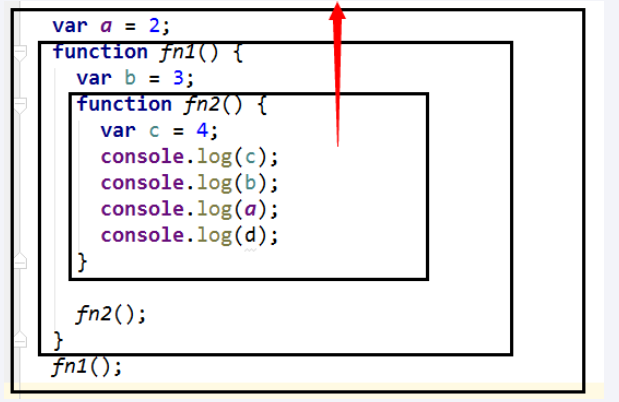 var a = 2;
function fn1() {
var b = 3;
function fn2() {
var c = 4;
console.log(c);
console.log(b);
console.log(a);
console.log(d);
}
fn2();
}
fn1();